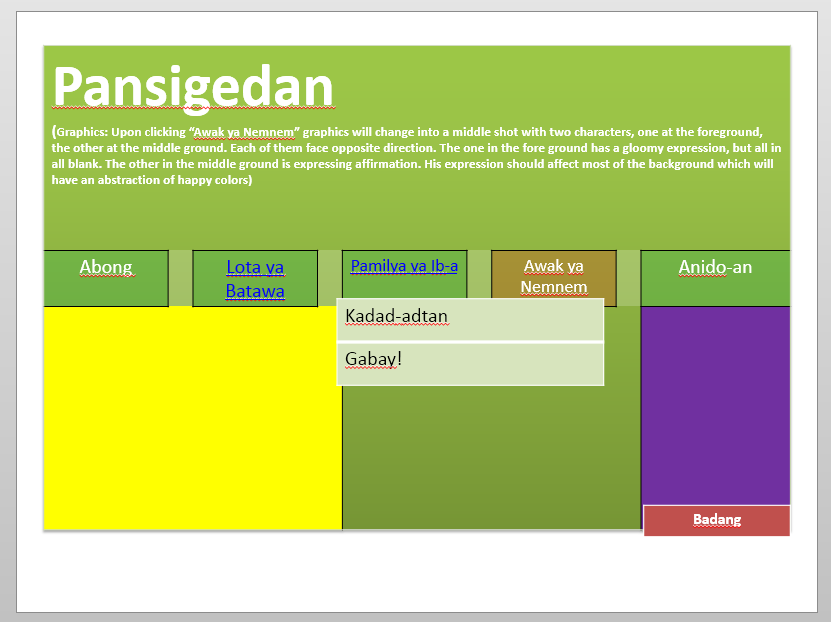 Pansigedan
(Graphics: Upon clicking “Awak ya Nemnem” graphics will change into a middle shot with two characters, one at the foreground,
the other at the middle ground. Each of them face opposite direction. The one in the fore ground has a gloomy expression, but all in
all blank. The other in the middle ground is expressing affirmation. His expression should affect most of the background which will
have an abstraction of happy colors)
Abong
Lota ya
Batawa
Pamilya ya Ib-a
Awak ya
Nemnem
Anido-an
Kadad-adtan
Gabay!
Badang